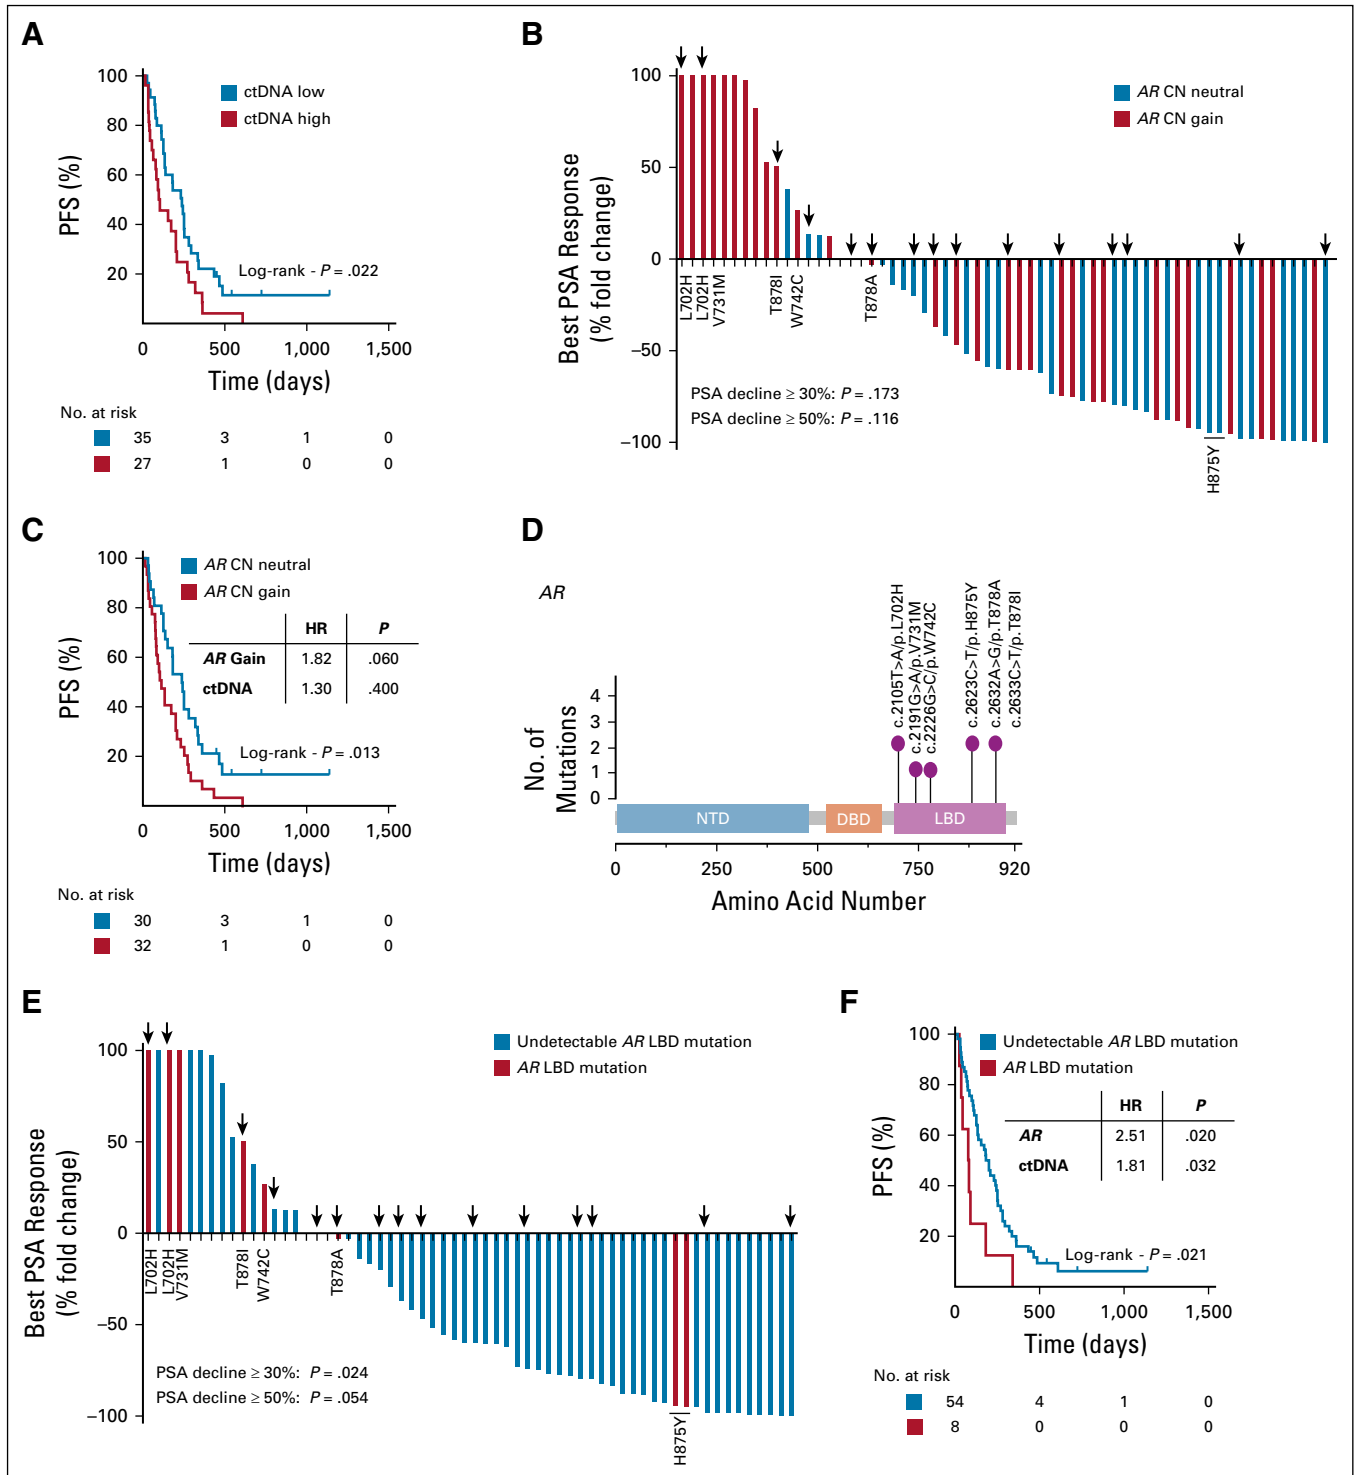 A
100
80
60
40
20
PFS (%)
ctDNA low
ctDNA high
Log-rank - P = .022
0 500 1,000 1,500
Time (days)
No. at risk
35 3 1 0
27 1 0 0
B
100
50
0
−50
−100
Best PSA Response
(% fold change)
AR CN neutral
AR CN gain
L702H
L702H
V731M
T878I
W742C
T878A
H875Y
PSA decline ≥ 30%: P = .173
PSA decline ≥ 50%: P = .116
C
100
80
60
40
20
PFS (%)
AR CN neutral
AR CN gain
HR P
AR Gain 1.82 .060
ctDNA 1.30 .400
Log-rank - P = .013
0 500 1,000 1,500
Time (days)
No. at risk
30 3 1 0
32 1 0 0
D
AR
c.2105T>A/p.L702H
c.2191G>A/p.V731M
c.2226G>C/p.W742C
c.2623C>T/p.H875Y
c.2632A>G/p.T878A
c.2633C>T/p.T878I
No. of
Mutations
4
3
2
1
0
NTD DBD LBD
0 250 500 750 920
Amino Acid Number
E
100
50
0
−50
−100
Best PSA Response
(% fold change)
Undetectable AR LBD mutation
AR LBD mutation
L702H
L702H
V731M
T878I
W742C
T878A
H875Y
PSA decline ≥ 30%: P = .024
PSA decline ≥ 50%: P = .054
F
100
80
60
40
20
PFS (%)
Undetectable AR LBD mutation
AR LBD mutation
HR P
AR 2.51 .020
ctDNA 1.81 .032
Log-rank - P = .021
0 500 1,000 1,500
Time (days)
No. at risk
54 4 1 0
8 0 0 0